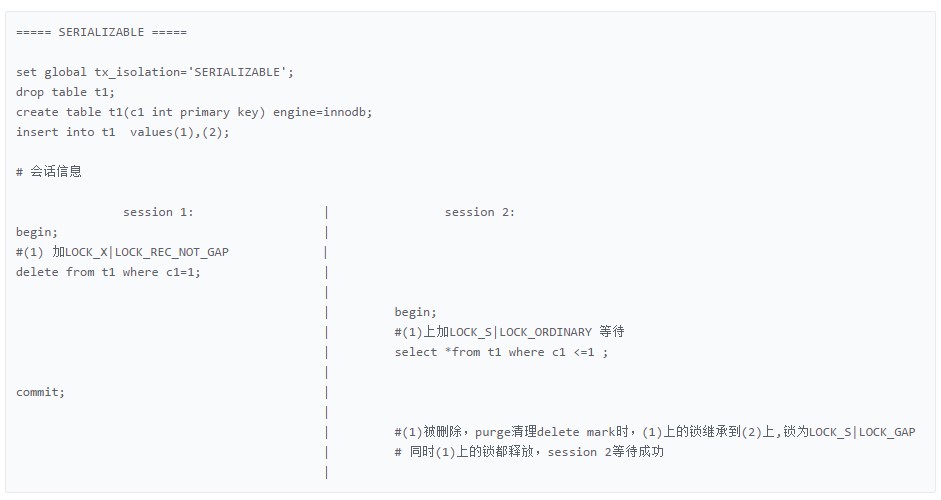 ===== SERIALIZABLE =====
set global tx_isolation='SERIALIZABLE';
drop table t1;
create table t1(c1 int primary key) engine=innodb;
insert into t1  values(1),(2);
# 会话信息
session 1:                  |                session 2:
begin;                                     |
#(1) 加LOCK_X|LOCK_REC_NOT_GAP             |
delete from t1 where c1=1;                 |
|
|         begin;
|         #(1)上加LOCK_S|LOCK_ORDINARY 等待
|         select *from t1 where c1 <=1 ;
|
commit;                                    |
|
|         #(1)被删除，purge清理delete mark时，(1)上的锁继承到(2)上,锁为LOCK_S|LOCK_GAP
|         # 同时(1)上的锁都释放，session 2等待成功
|